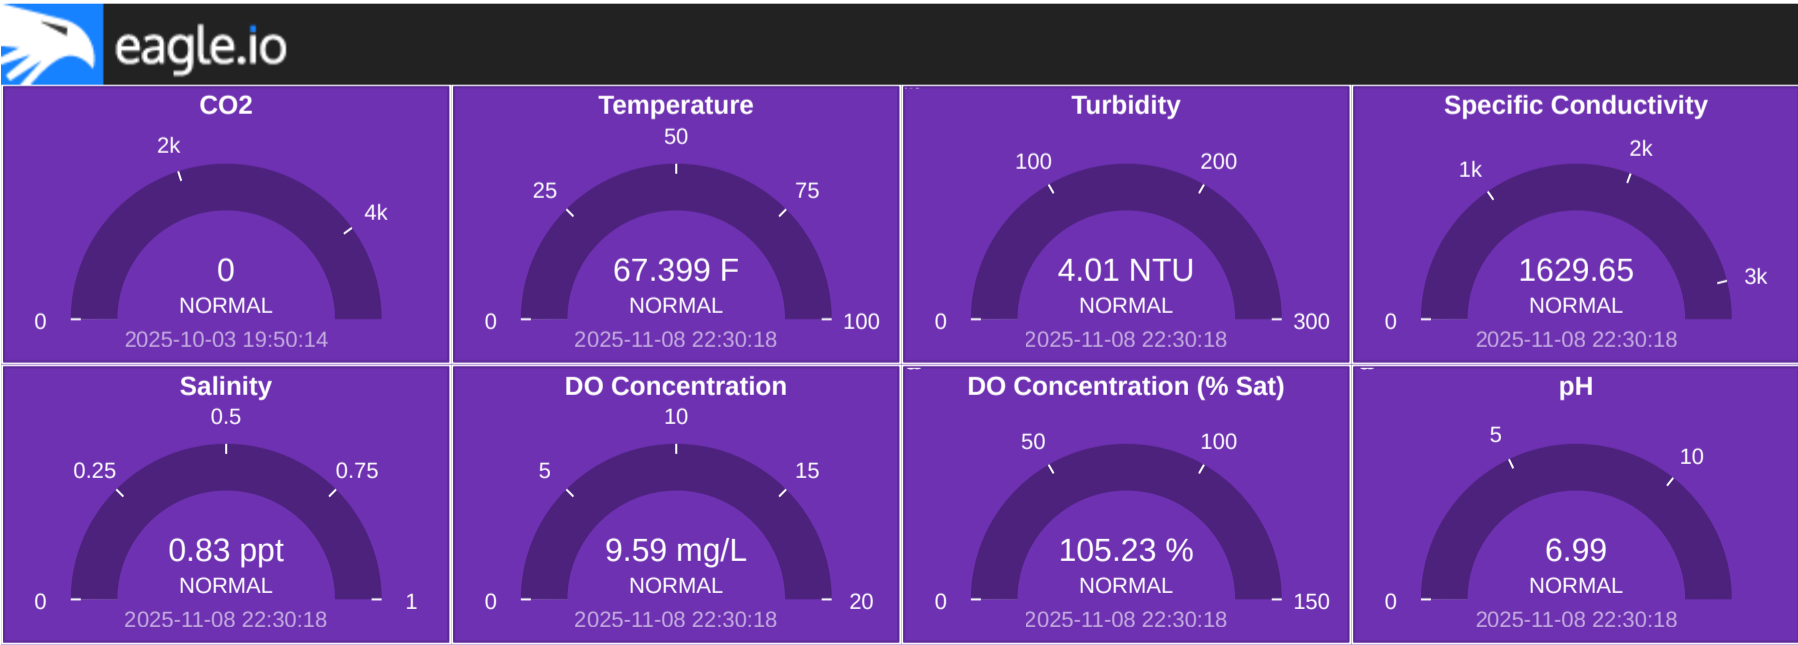 eagle.io
CO2
2k
4k
0
0
NORMAL
2025-10-03 19:50:14
Temperature
50
25
75
67.399 F
NORMAL
0
100
2025-11-08 22:30:18
Turbidity
100
200
4.01 NTU
NORMAL
0
300
2025-11-08 22:30:18
Specific Conductivity
2k
1k
1629.65
3k
NORMAL
0
2025-11-08 22:30:18
Salinity
0.5
0.25
0.75
0.83 ppt
NORMAL
0
1
2025-11-08 22:30:18
DO Concentration
10
5
15
9.59 mg/L
NORMAL
0
20
2025-11-08 22:30:18
DO Concentration (% Sat)
50
100
105.23 %
NORMAL
0
150
2025-11-08 22:30:18
pH
5
10
6.99
NORMAL
0
2025-11-08 22:30:18